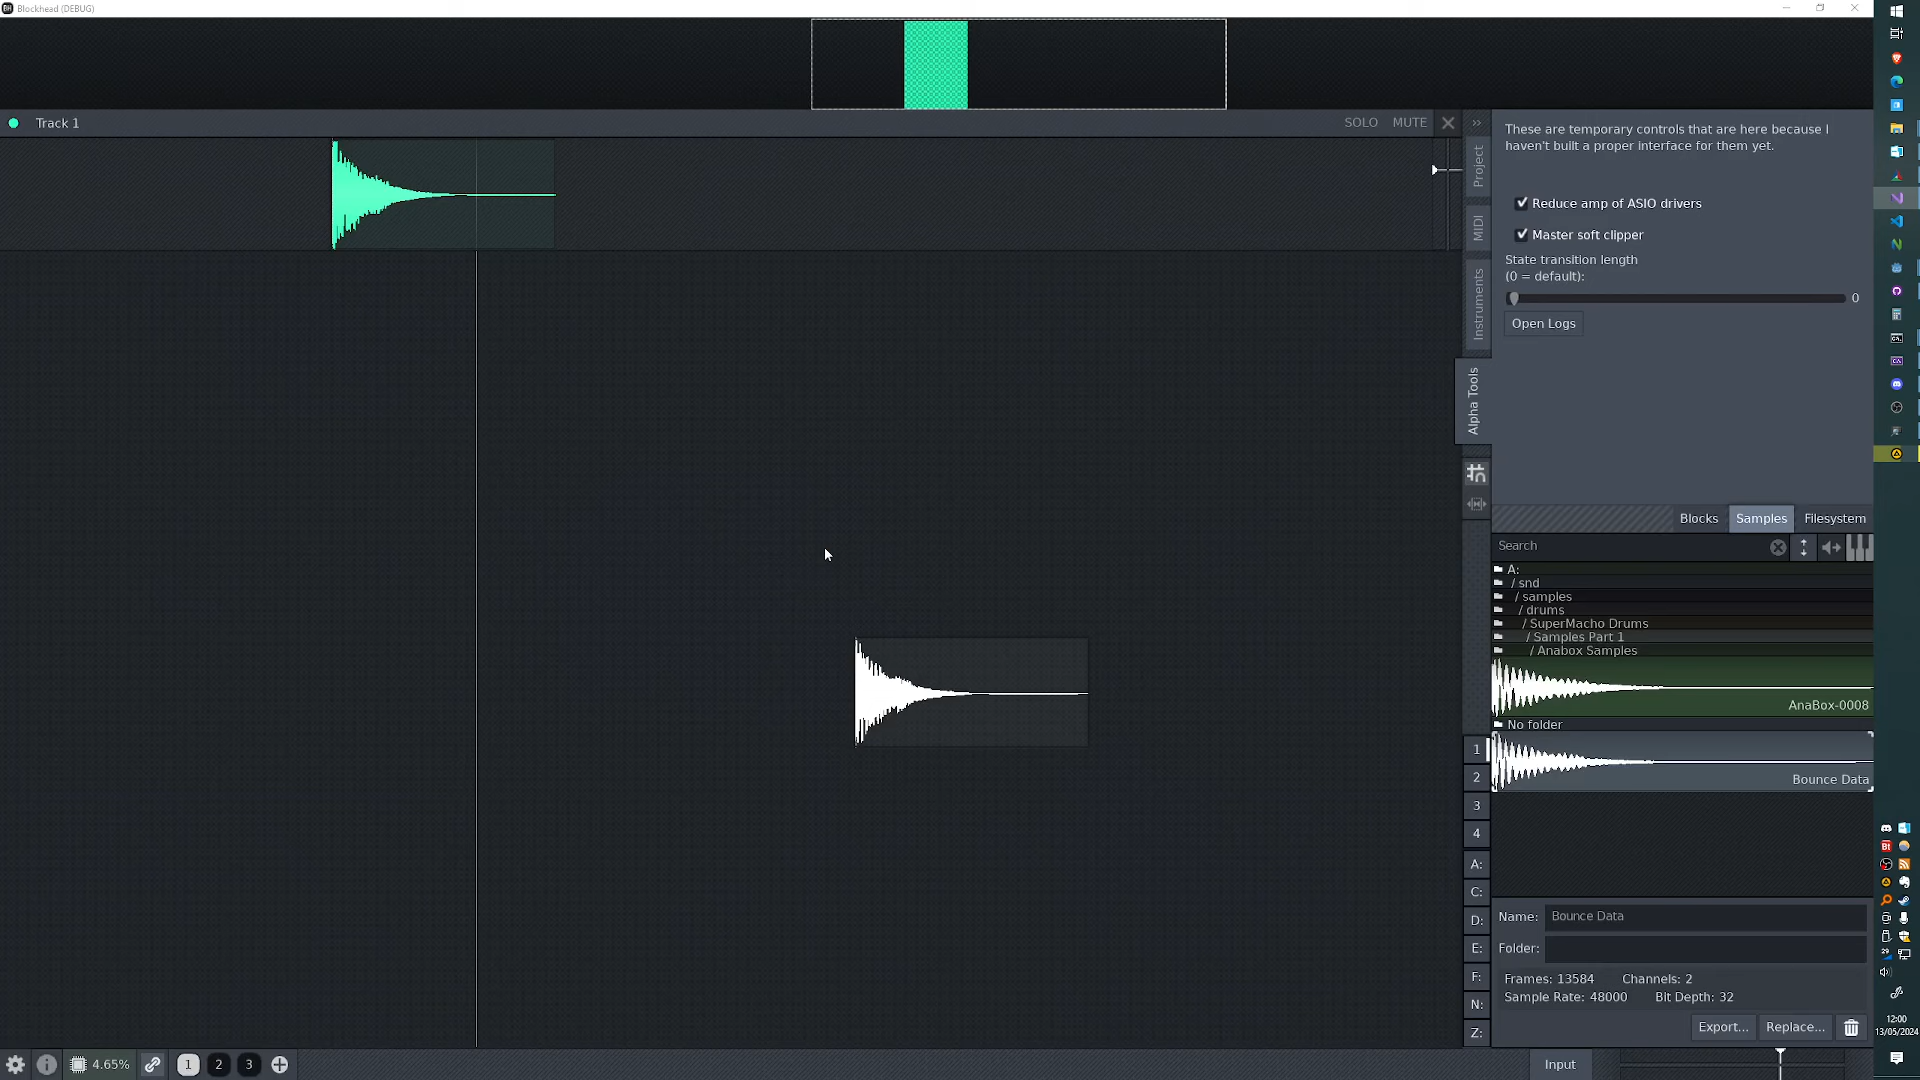 Blockhead (DEBUG)
Track 1
SOLO MUTE
Project
MIDI
Instruments
Alpha Tools
These are temporary controls that are here because I
haven't built a proper interface for them yet.
Reduce amp of ASIO drivers
Master soft clipper
State transition length
(0 = default):
0
Open Logs
Blocks Samples Filesystem
Search
A:
/ snd
/ samples
/ drums
/ SuperMacho Drums
/ Samples Part 1
/ Anabox Samples
AnaBox-0008
No folder
Bounce Data
1
2
3
4
A:
C:
D:
E:
F:
N:
Z:
Name: Bounce Data
Folder:
Frames: 13584 Channels: 2
Sample Rate: 48000 Bit Depth: 32
Export... Replace...
4.65% 1 2 3
Input
12:00
13/05/2024